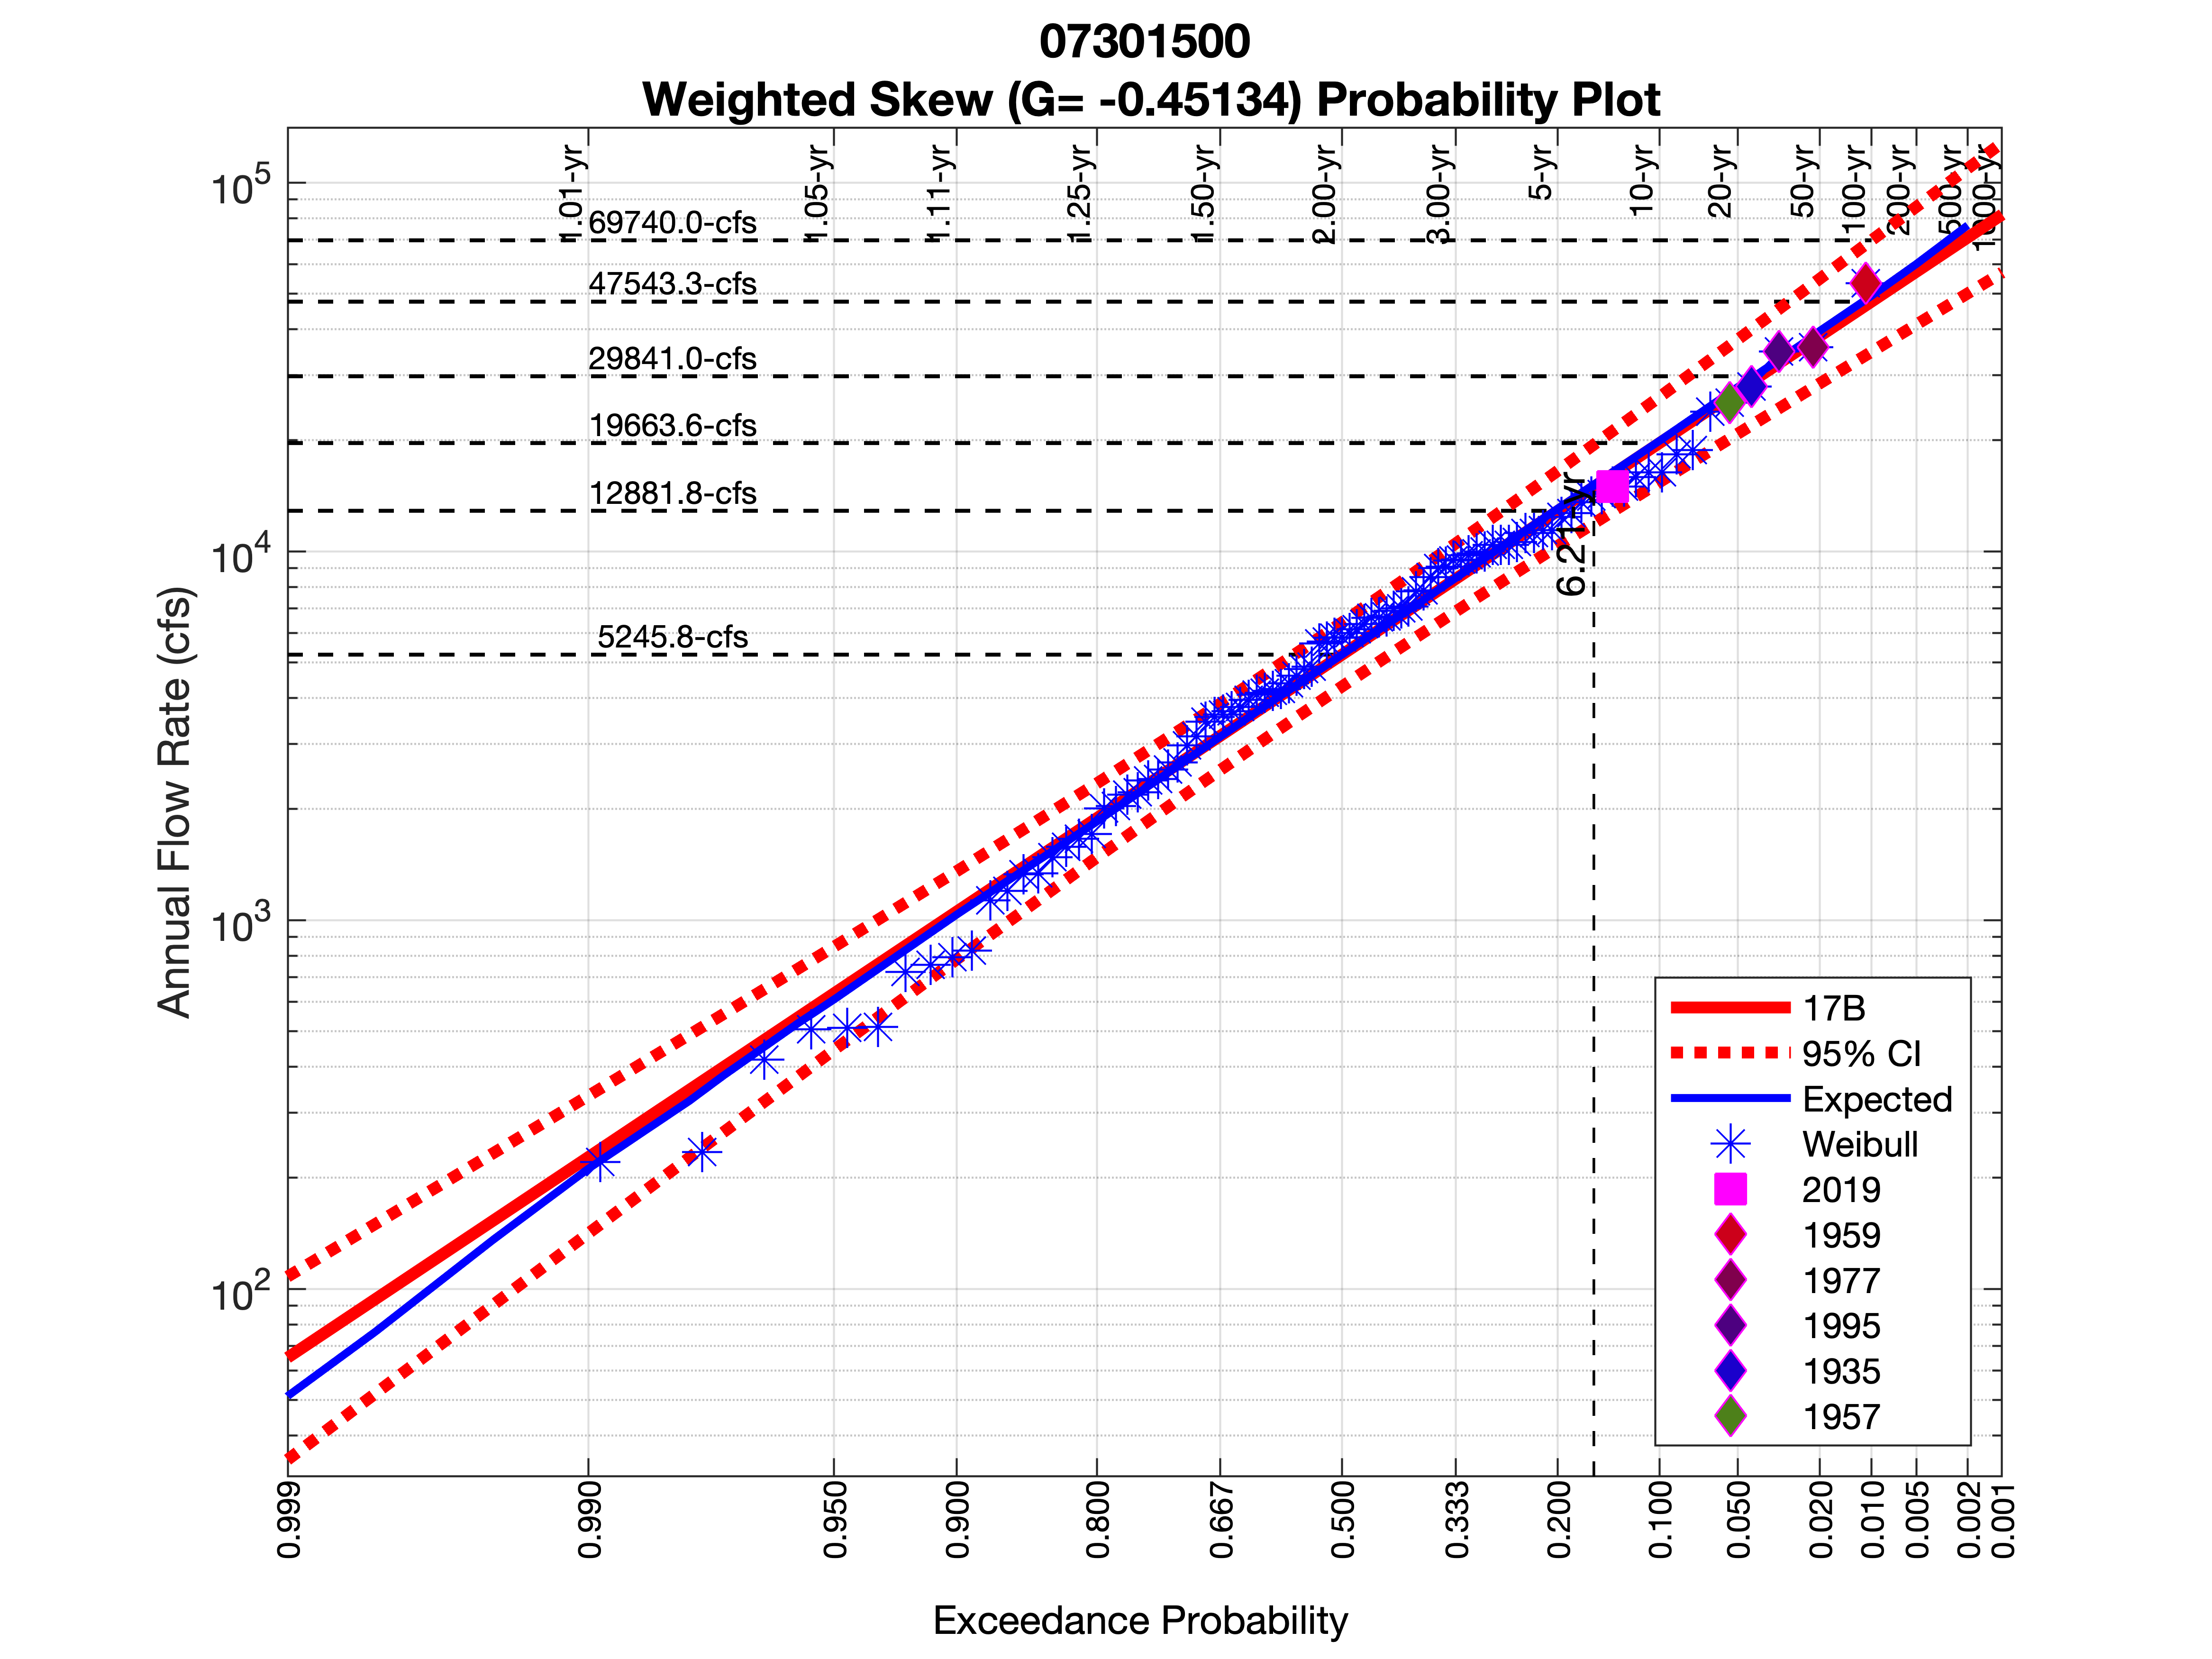 07301500
Weighted Skew (G= -0.45134) Probability Plot
1.01-yr
1.05-yr
1.11-yr
1.25-yr
1.50-yr
2.00-yr
3.00-yr
5-yr
10-yr
20-yr
50-yr
100-yr
200-yr
500-yr
1000-yr
69740.0-cfs
47543.3-cfs
29841.0-cfs
19663.6-cfs
12881.8-cfs
5245.8-cfs
6.21-yr
Annual Flow Rate (cfs)
10^5
10^4
10^3
10^2
17B
95% CI
Expected
Weibull
2019
1959
1977
1995
1935
1957
0.999
0.990
0.950
0.900
0.800
0.667
0.500
0.333
0.200
0.100
0.050
0.020
0.010
0.005
0.002
0.001
Exceedance Probability